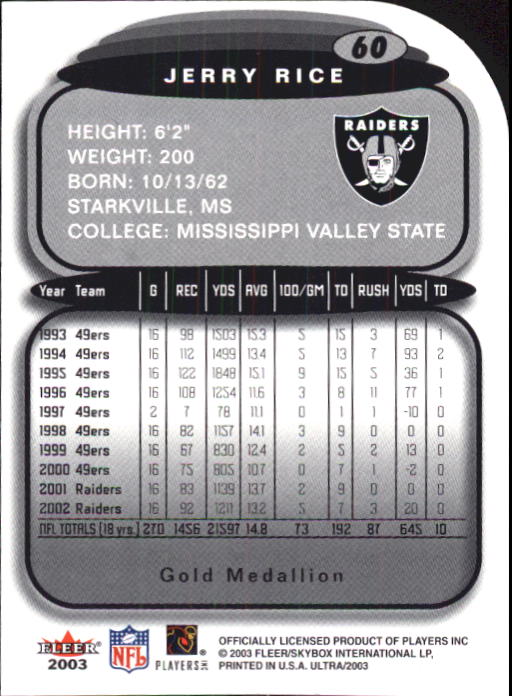 60
JERRY RICE
HEIGHT: 6'2"
WEIGHT: 200
BORN: 10/13/62
STARKVILLE, MS
COLLEGE: MISSISSIPPI VALLEY STATE
RAIDERS
Year Team G REC YDS AVG 100/GM TD RUSH YDS TD
1993 49ers 16 98 1503 15.3 5 15 3 69 1
1994 49ers 16 112 1499 13.4 5 13 7 93 2
1995 49ers 16 122 1848 15.1 9 15 5 36 1
1996 49ers 16 108 1254 11.6 3 8 11 77 1
1997 49ers 2 7 78 11.1 0 1 1 -10 0
1998 49ers 16 82 1157 14.1 3 9 0 0 0
1999 49ers 16 67 830 12.4 2 5 2 13 0
2000 49ers 16 75 805 10.7 0 7 1 -2 0
2001 Raiders 16 83 1139 13.7 2 9 0 0 0
2002 Raiders 16 92 1211 13.2 5 7 3 20 0
NFL TOTALS (18 yrs.) 270 1456 21597 14.8 73 192 87 645 10
Gold Medallion
FLEER
2003
NFL
PLAYERS INC
OFFICIALLY LICENSED PRODUCT OF PLAYERS INC
© 2003 FLEER/SKYBOX INTERNATIONAL LP,
PRINTED IN U.S.A. ULTRA/2003